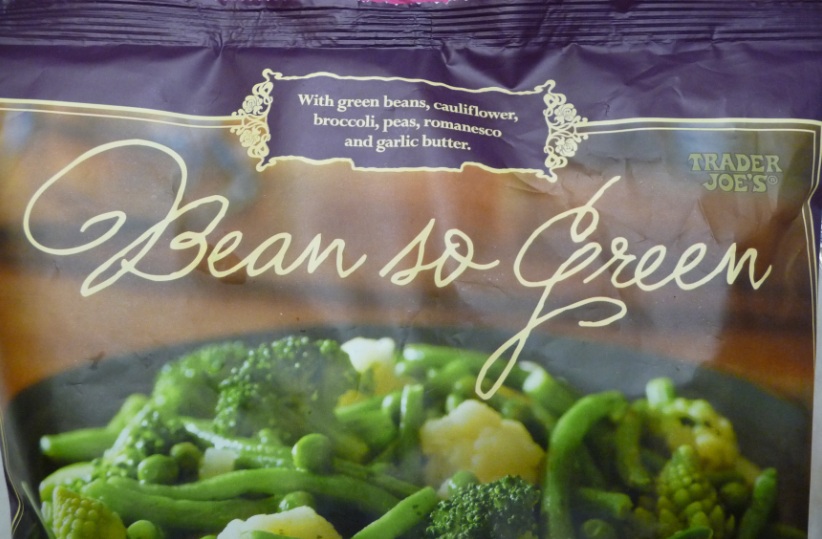 With green beans, cauliflower,
broccoli, peas, romanesco
and garlic butter.
TRADER
JOE'S®
Bean so Green